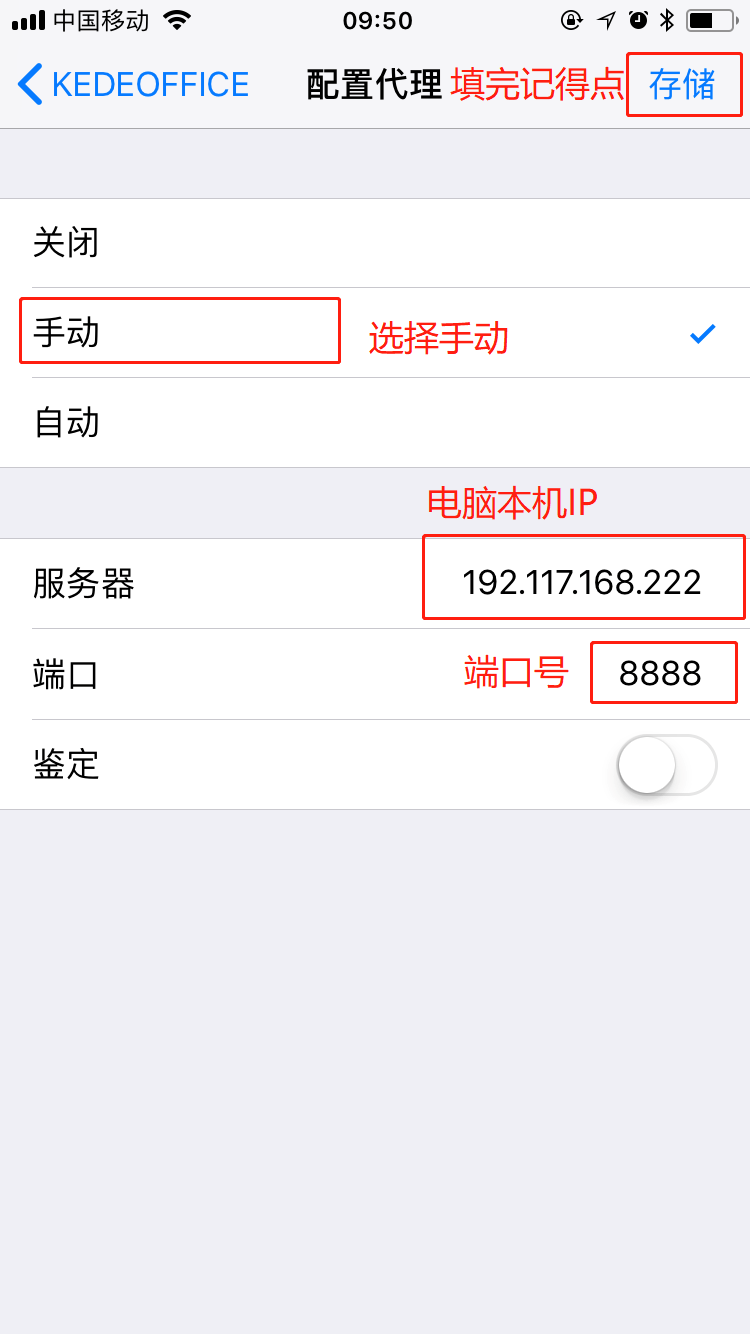 中国移动 09:50
KEDEOFFICE 配置代理 填完记得点 存储
关闭
手动 选择手动
自动
电脑本机IP
服务器 192.117.168.222
端口 端口号 8888
鉴定